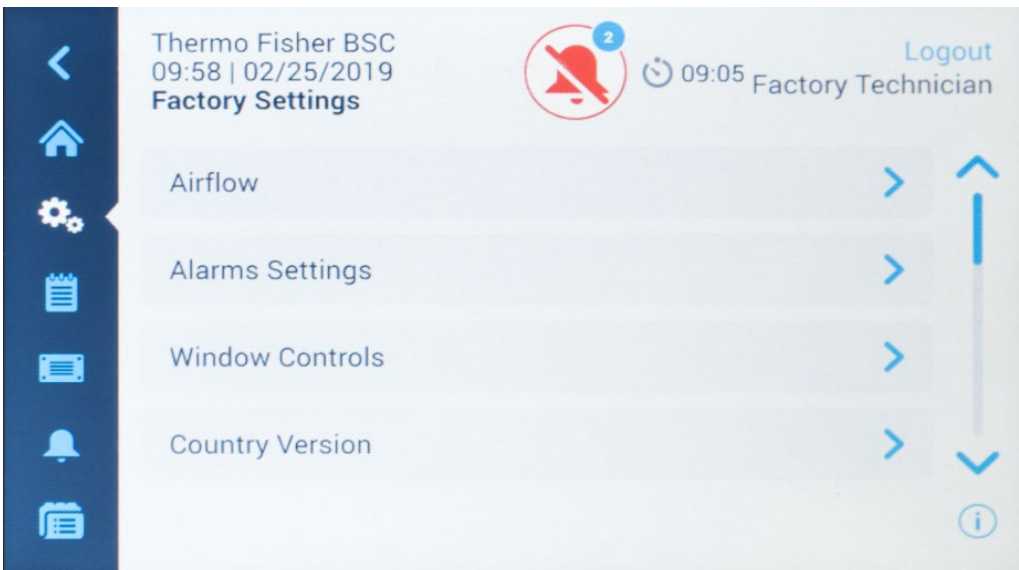 Thermo Fisher BSC
09:58 | 02/25/2019
Factory Settings
2
09:05
Logout
Factory Technician
Airflow
Alarms Settings
Window Controls
Country Version
i